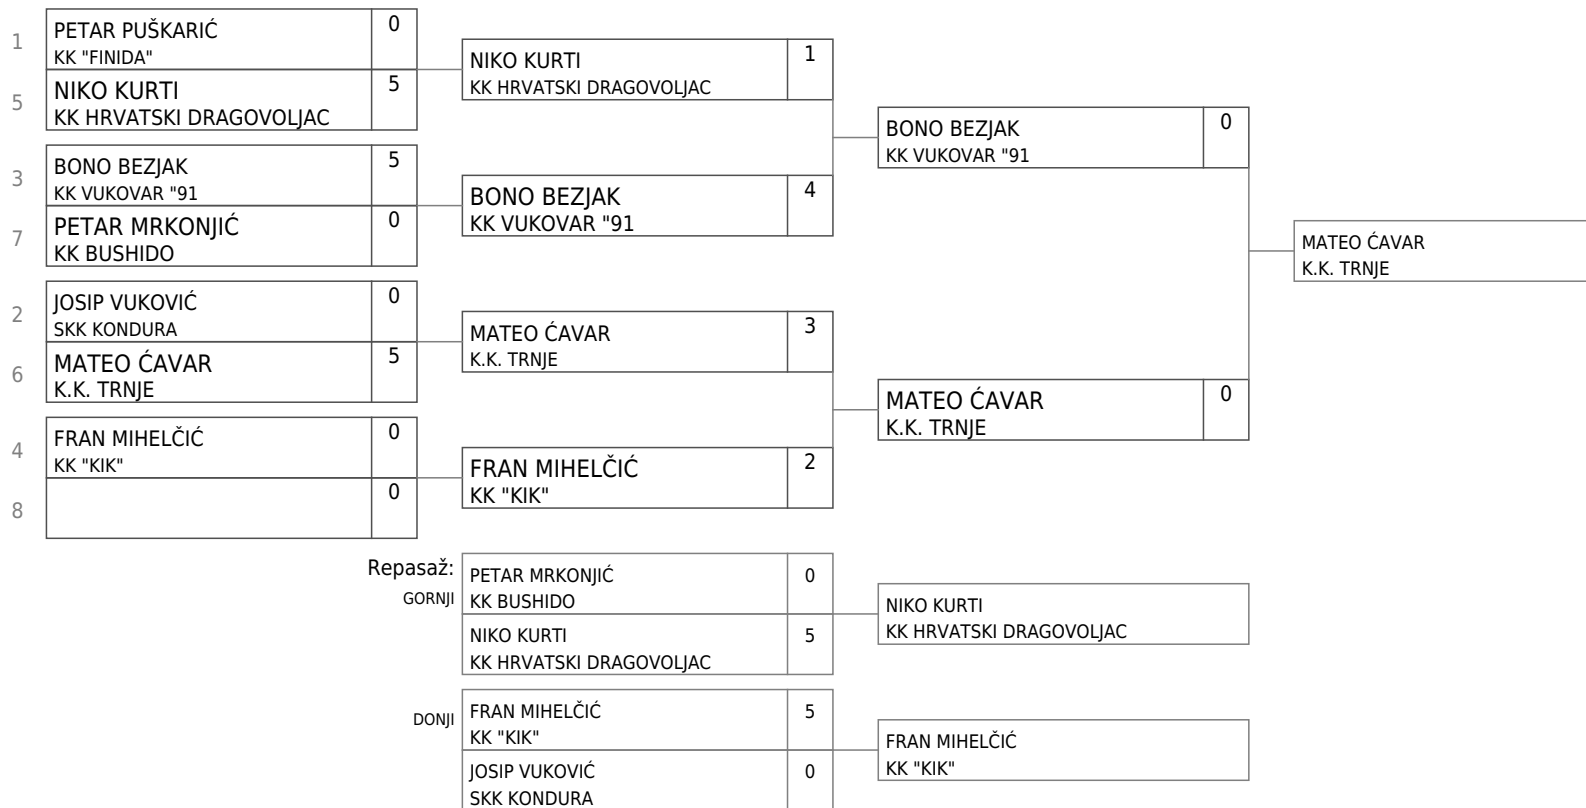 1
PETAR PUŠKARIĆ
KK "FINIDA"
0
5
NIKO KURTI
KK HRVATSKI DRAGOVOLJAC
5
3
BONO BEZJAK
KK VUKOVAR "91
5
7
PETAR MRKONJIĆ
KK BUSHIDO
0
2
JOSIP VUKOVIĆ
SKK KONDURA
0
6
MATEO ĆAVAR
K.K. TRNJE
5
4
FRAN MIHELČIĆ
KK "KIK"
0
8
0
NIKO KURTI
KK HRVATSKI DRAGOVOLJAC
1
BONO BEZJAK
KK VUKOVAR "91
4
MATEO ĆAVAR
K.K. TRNJE
3
FRAN MIHELČIĆ
KK "KIK"
2
BONO BEZJAK
KK VUKOVAR "91
0
MATEO ĆAVAR
K.K. TRNJE
0
MATEO ĆAVAR
K.K. TRNJE
Repasaž:
GORNJI
PETAR MRKONJIĆ
KK BUSHIDO
0
NIKO KURTI
KK HRVATSKI DRAGOVOLJAC
5
NIKO KURTI
KK HRVATSKI DRAGOVOLJAC
DONJI
FRAN MIHELČIĆ
KK "KIK"
5
JOSIP VUKOVIĆ
SKK KONDURA
0
FRAN MIHELČIĆ
KK "KIK"